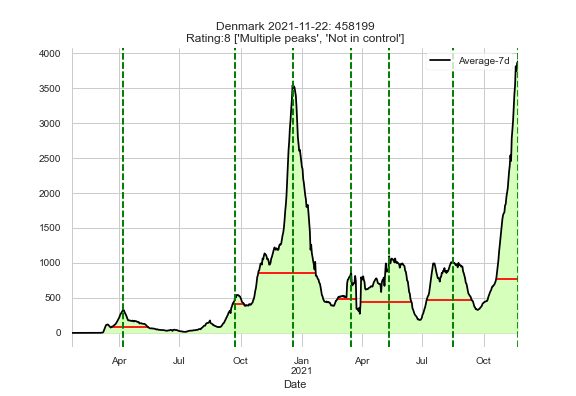 Denmark 2021-11-22: 458199
Rating:8 ['Multiple peaks', 'Not in control']
Average-7d
4000
3500
3000
2500
2000
1500
1000
500
0
Apr Jul Oct Jan Apr Jul Oct
2021
Date